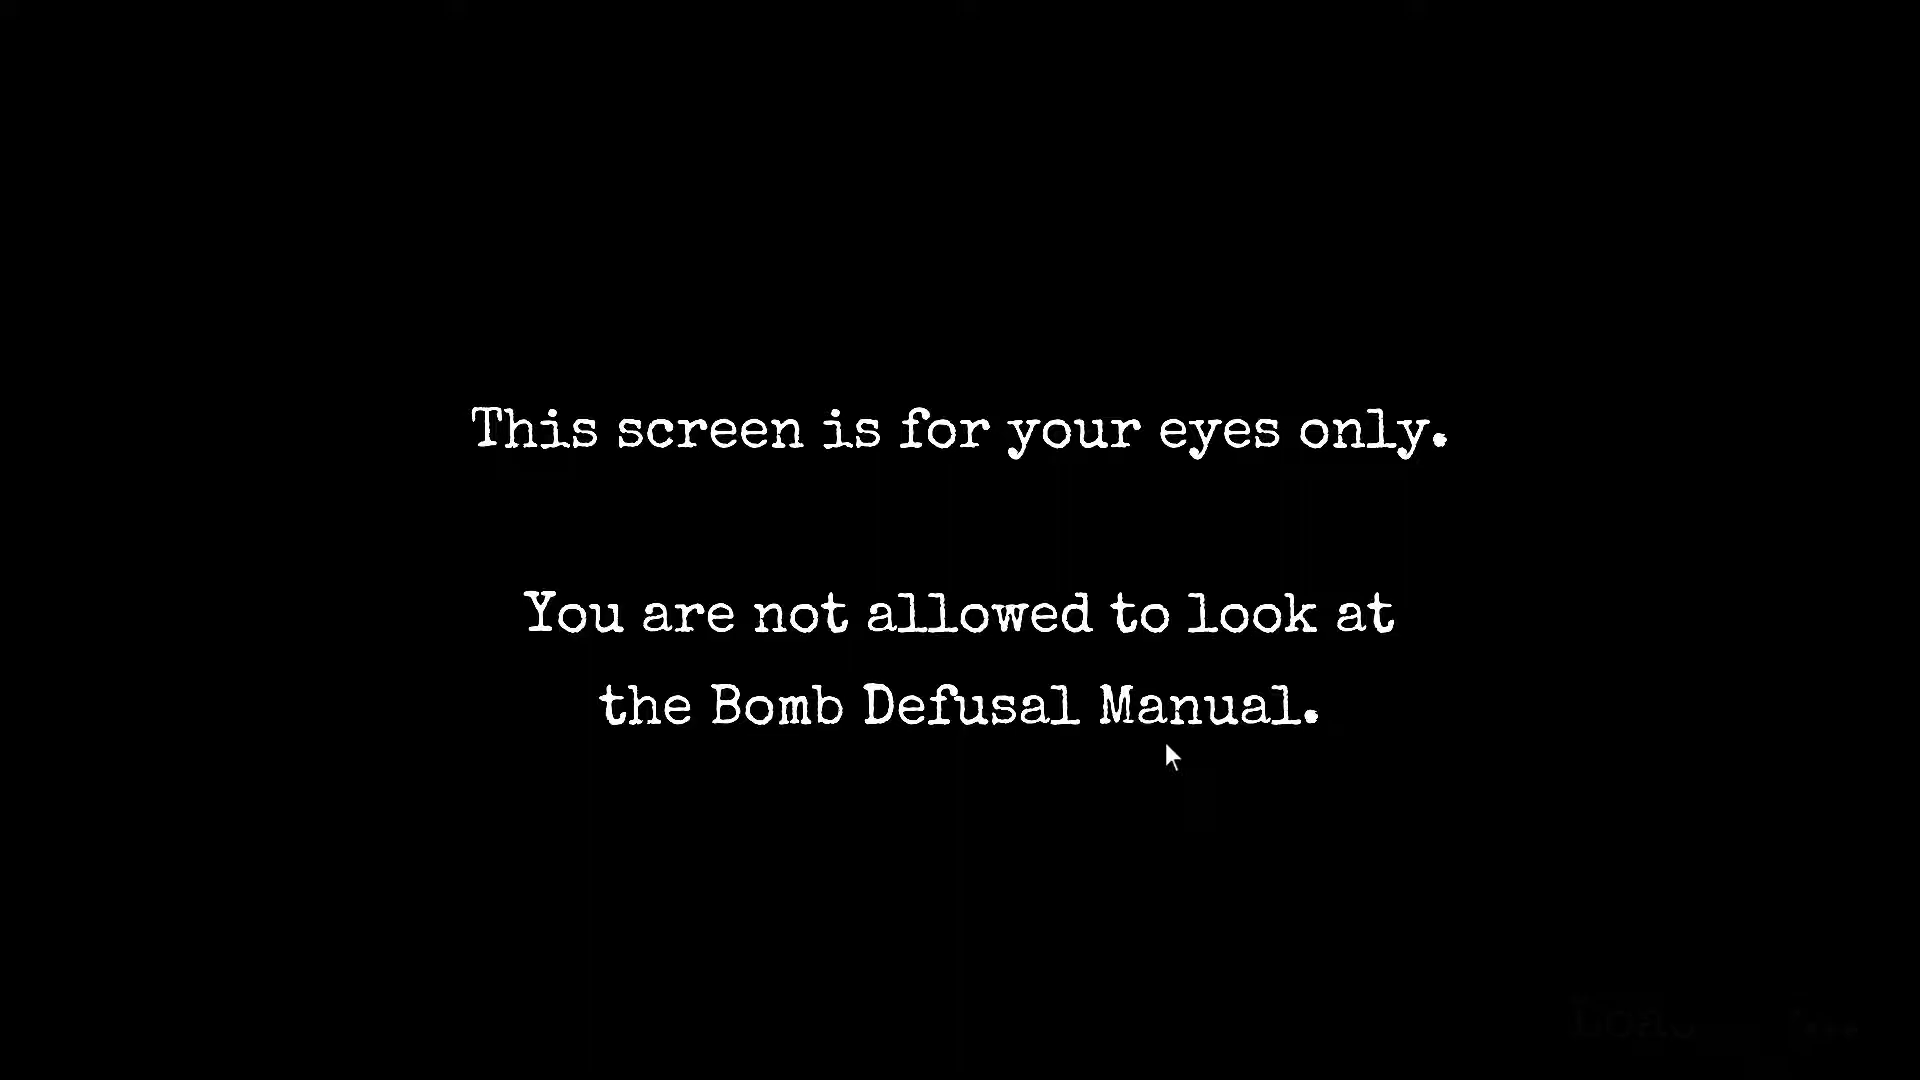 This screen is for your eyes only.
You are not allowed to look at
the Bomb Defusal Manual.